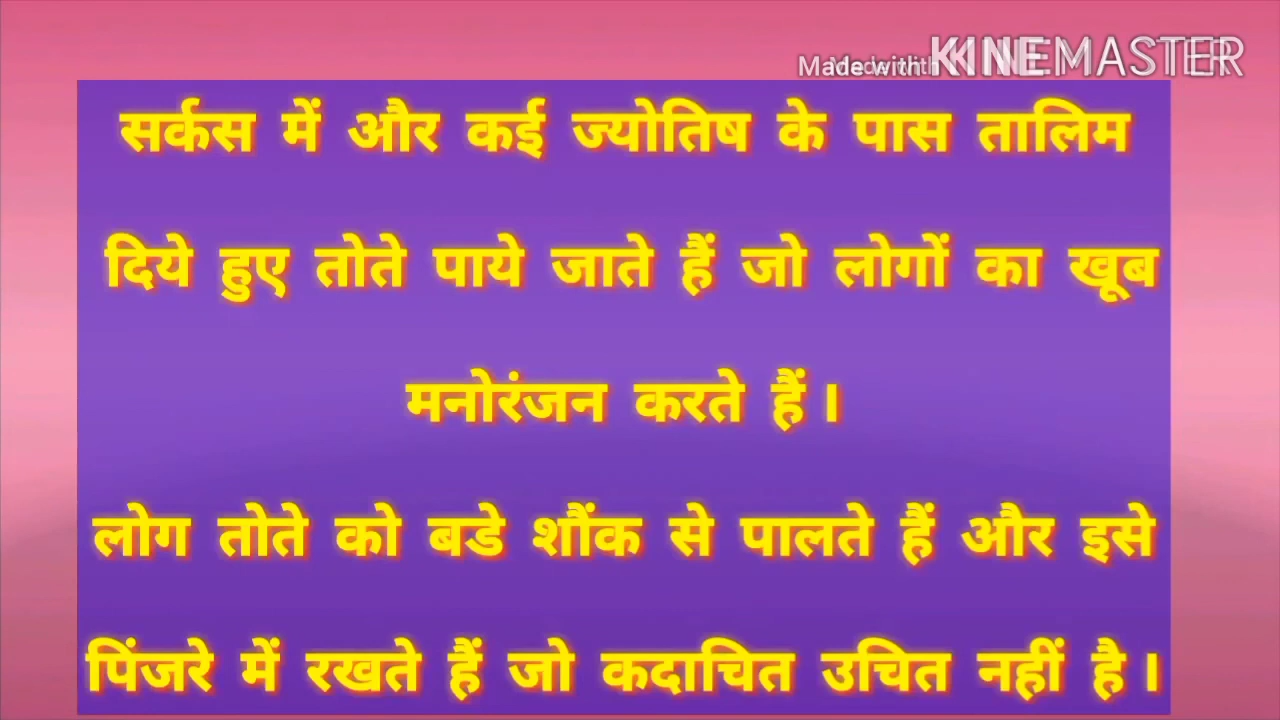 Made with KINEMASTER
सर्कस में और कई ज्योतिष के पास तालिम
दिये हुए तोते पाये जाते हैं जो लोगों का खूब
मनोरंजन करते हैं।
लोग तोते को बडे शौंक से पालते हैं और इसे
पिंजरे में रखते हैं जो कदाचित उचित नहीं है।